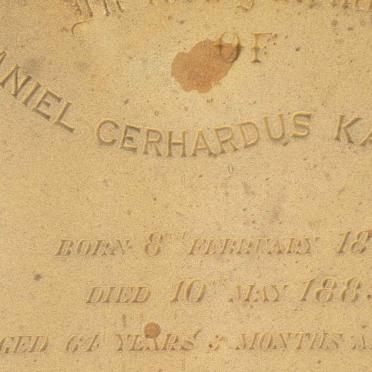 OF
ANIEL GERHARDUS KA
BORN 8TH FEBRUARY 18
DIED 10TH MAY 188
GED 64 YEARS 3 MONTHS A